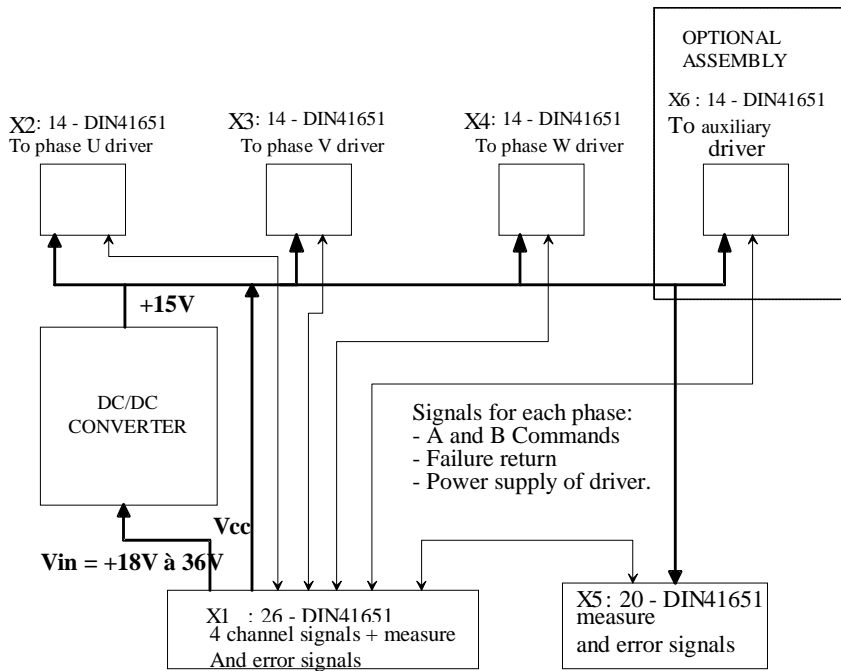 OPTIONAL
ASSEMBLY
X2: 14 - DIN41651
To phase U driver
X3: 14 - DIN41651
To phase V driver
X4: 14 - DIN41651
To phase W driver
X6 : 14 - DIN41651
To auxiliary
driver
+15V
DC/DC
CONVERTER
Signals for each phase:
- A and B Commands
- Failure return
- Power supply of driver.
Vcc
Vin = +18V à 36V
X1 : 26 - DIN41651
4 channel signals + measure
And error signals
X5: 20 - DIN41651
measure
and error signals